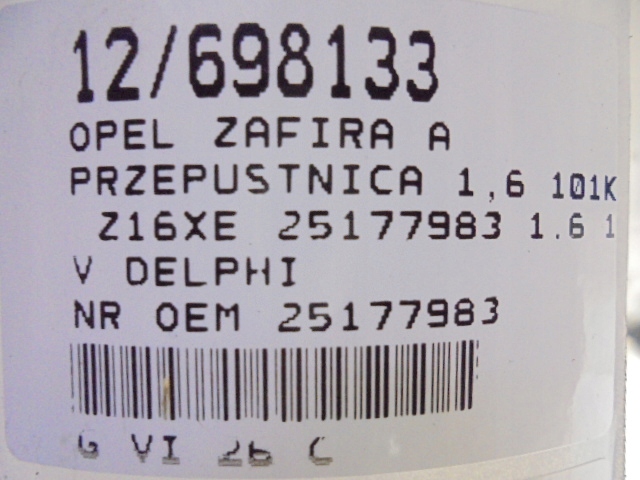 12/698133
OPEL ZAFIRA A
PRZEPUSTNICA 1,6 101K
Z16XE 25177983 1.6 1
V DELPHI
NR OEM 25177983
G VI 26 C